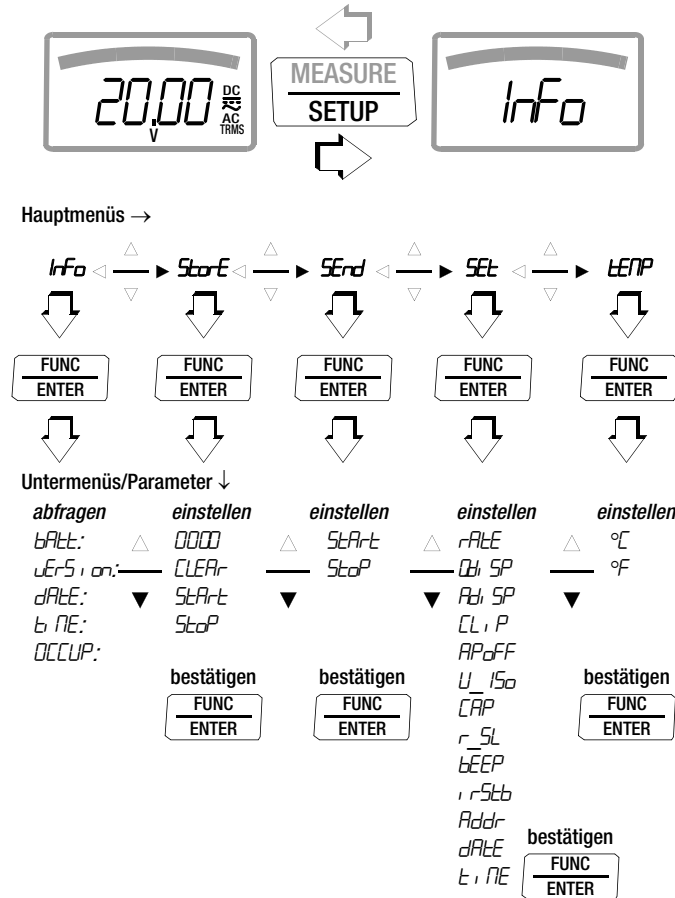 20.00 V DC AC TRMS
MEASURE
SETUP
InFo
Hauptmenüs →
InFo StorE SEnd SEt tEMP
FUNC FUNC FUNC FUNC FUNC
ENTER ENTER ENTER ENTER ENTER
Untermenüs/Parameter ↓
abfragen einstellen einstellen einstellen einstellen
bAtt: 0000 StArt rAtE °C
vErSion: CLEAr StoP 0diSP °F
dAtE: StArt AdiSP
tiME: StoP CLiP
OCCUP: APoFF
bestätigen bestätigen U_ISo bestätigen
FUNC FUNC CAP FUNC
ENTER ENTER r_SL ENTER
bEEP
irStb
Addr
dAtE bestätigen
tiME FUNC
ENTER